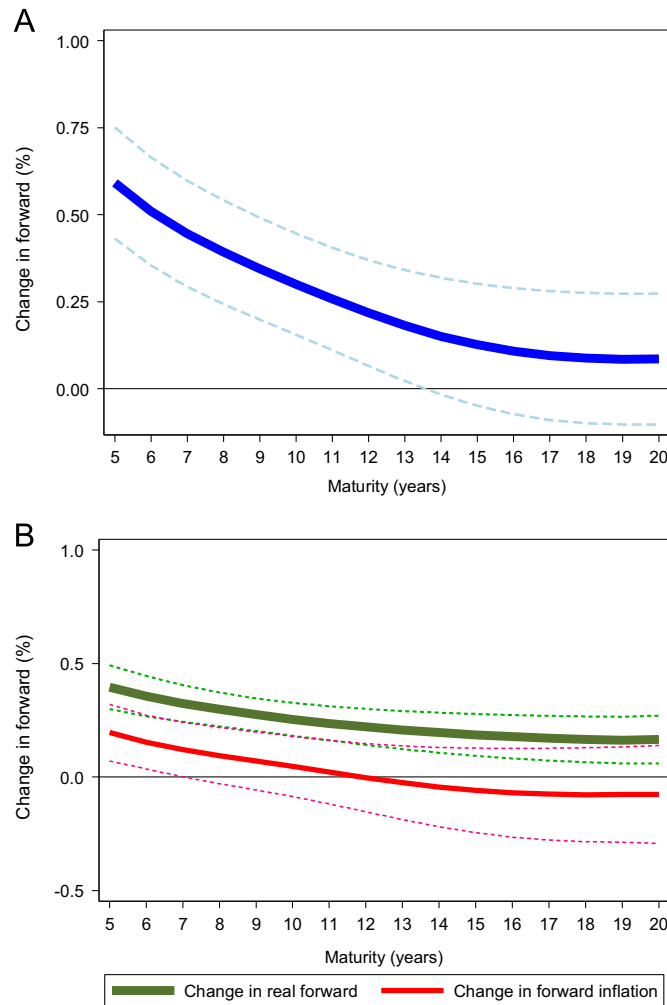 A
1.00
0.75
0.50
0.25
0.00
Change in forward (%)
5 6 7 8 9 10 11 12 13 14 15 16 17 18 19 20
Maturity (years)
B
1.0
0.5
0.0
-0.5
Change in forward (%)
5 6 7 8 9 10 11 12 13 14 15 16 17 18 19 20
Maturity (years)
Change in real forward Change in forward inflation